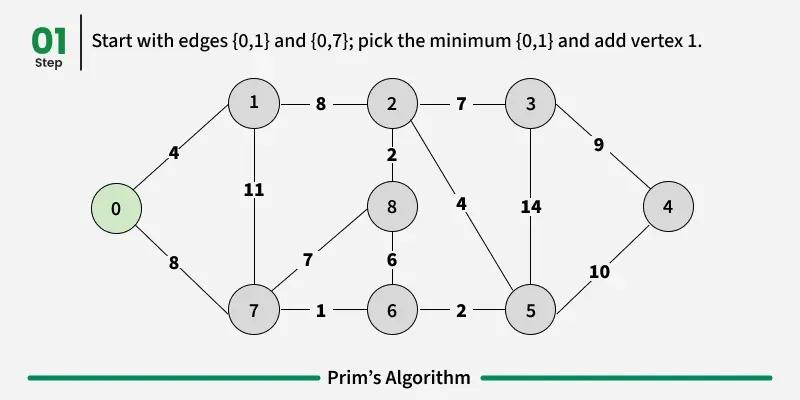 01
Step
Start with edges {0,1} and {0,7}; pick the minimum {0,1} and add vertex 1.
1 8 2 7 3
4 2 9
11
0 8 4 14 4
8 7 6 10
7 1 6 2 5
Prim's Algorithm